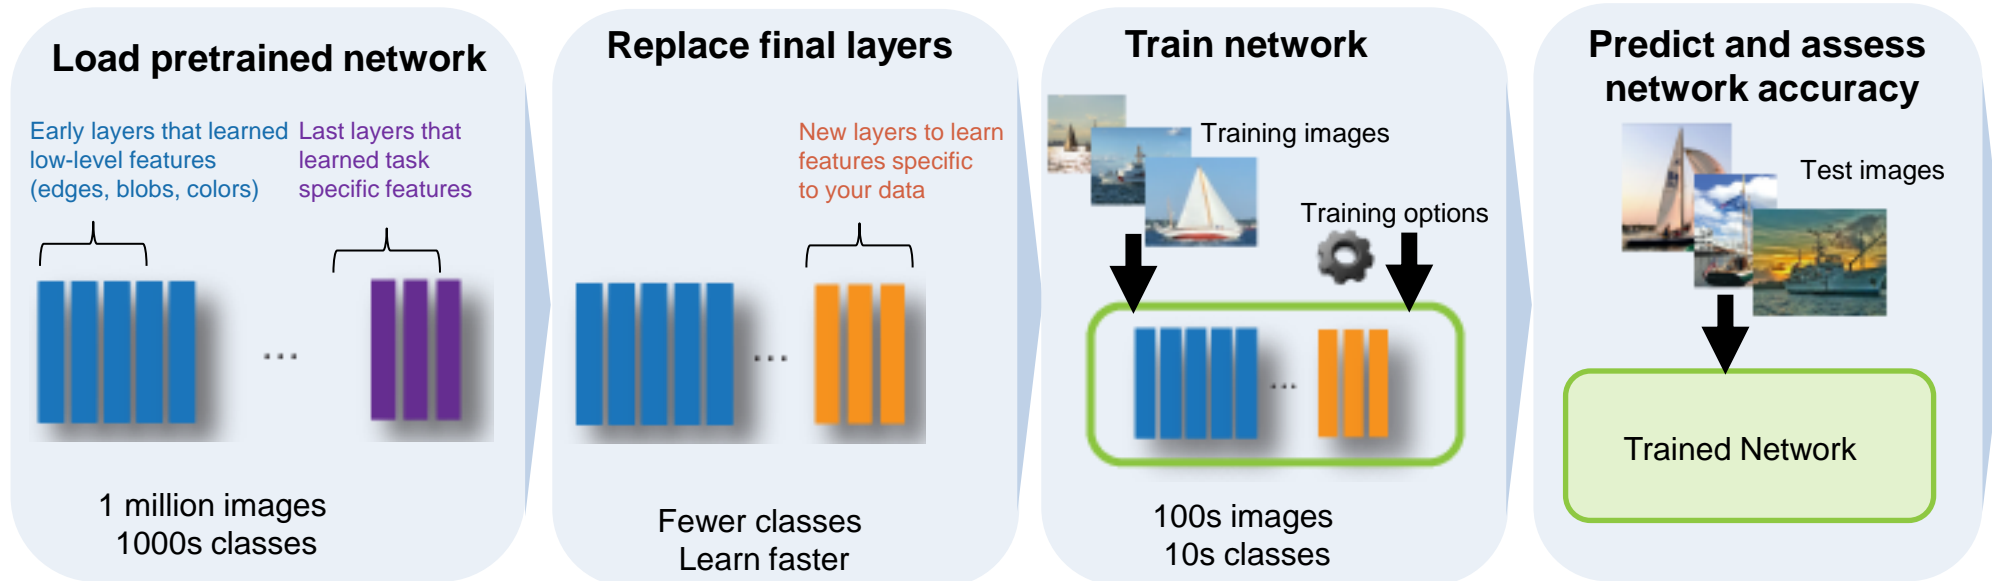 Load pretrained network
Early layers that learned
low-level features
(edges, blobs, colors)
Last layers that
learned task
specific features
...
1 million images
1000s classes
Replace final layers
New layers to learn
features specific
to your data
...
Fewer classes
Learn faster
Train network
Training images
Training options
...
100s images
10s classes
Predict and assess
network accuracy
Test images
Trained Network